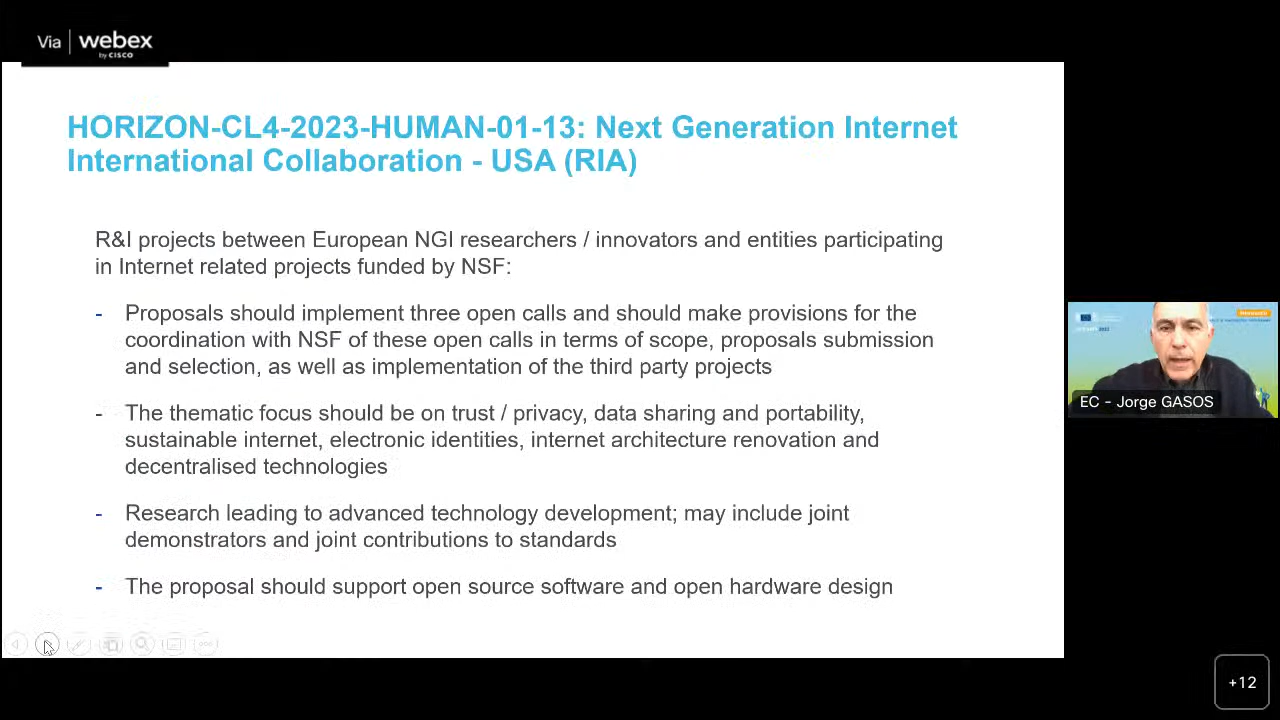 Via | webex
by CISCO
HORIZON-CL4-2023-HUMAN-01-13: Next Generation Internet
International Collaboration - USA (RIA)
R&I projects between European NGI researchers / innovators and entities participating
in Internet related projects funded by NSF:
- Proposals should implement three open calls and should make provisions for the
coordination with NSF of these open calls in terms of scope, proposals submission
and selection, as well as implementation of the third party projects
- The thematic focus should be on trust / privacy, data sharing and portability,
sustainable internet, electronic identities, internet architecture renovation and
decentralised technologies
- Research leading to advanced technology development; may include joint
demonstrators and joint contributions to standards
- The proposal should support open source software and open hardware design
EC - Jorge GASOS
+12